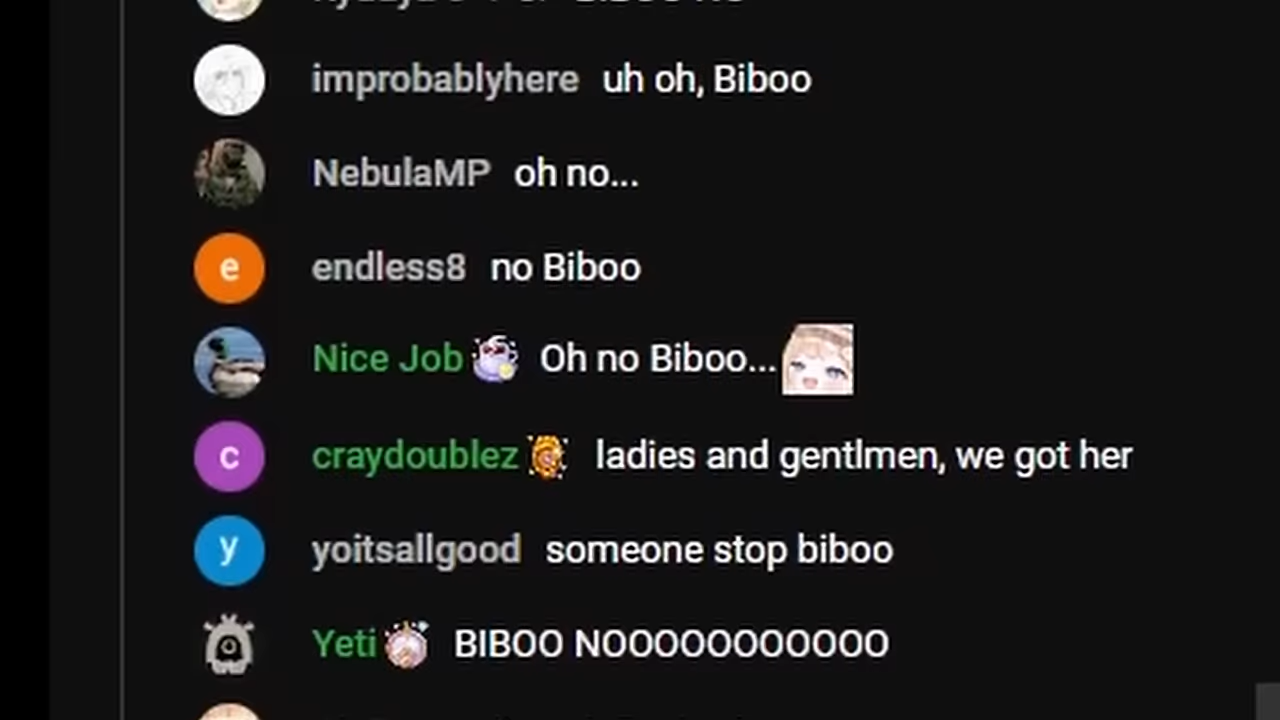 improbablyhere uh oh, Biboo
NebulaMP oh no...
e endless8 no Biboo
Nice Job Oh no Biboo...
c craydoublez ladies and gentlmen, we got her
y yoitsallgood someone stop biboo
Yeti BIBOO NOOOOOOOOOOO